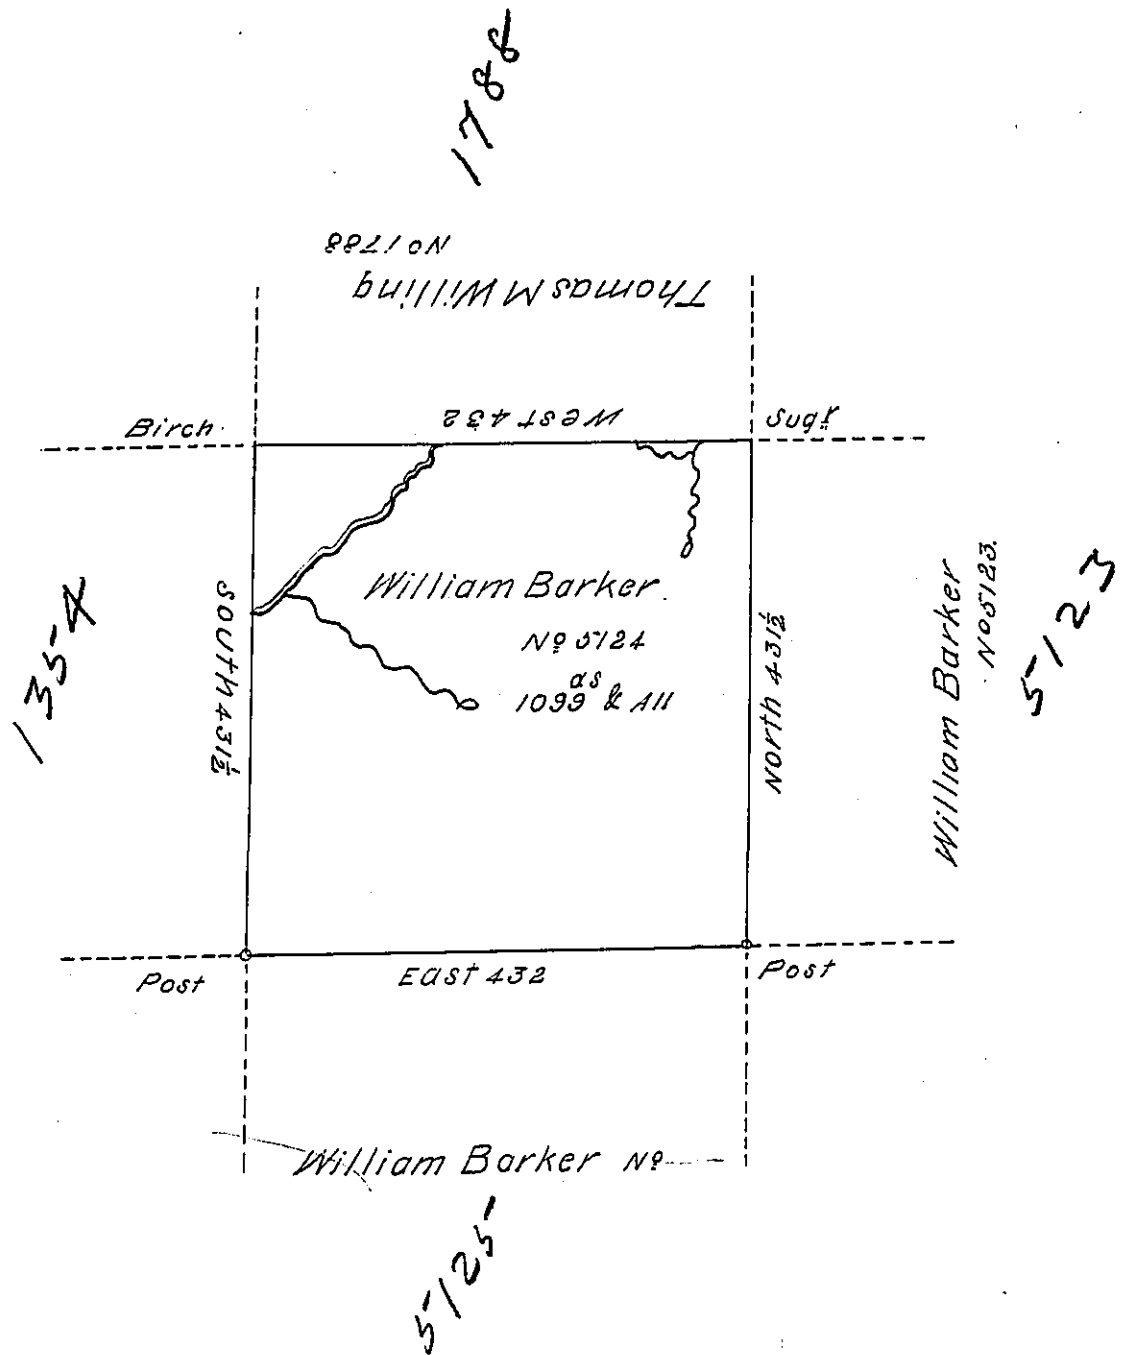 1788
No 1788
Thomas M Willing
West 432
Birch
Sugr
1354
South 431½
William Barker
No 5124
as
1099 & All
North 431½
William Barker
No 5123.
5123
Post
East 432
Post
William Barker No
5125